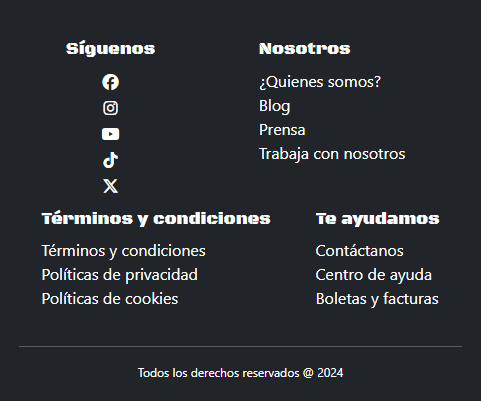 Síguenos
Nosotros
¿Quienes somos?
Blog
Prensa
Trabaja con nosotros
Términos y condiciones
Términos y condiciones
Políticas de privacidad
Políticas de cookies
Te ayudamos
Contáctanos
Centro de ayuda
Boletas y facturas
Todos los derechos reservados @ 2024